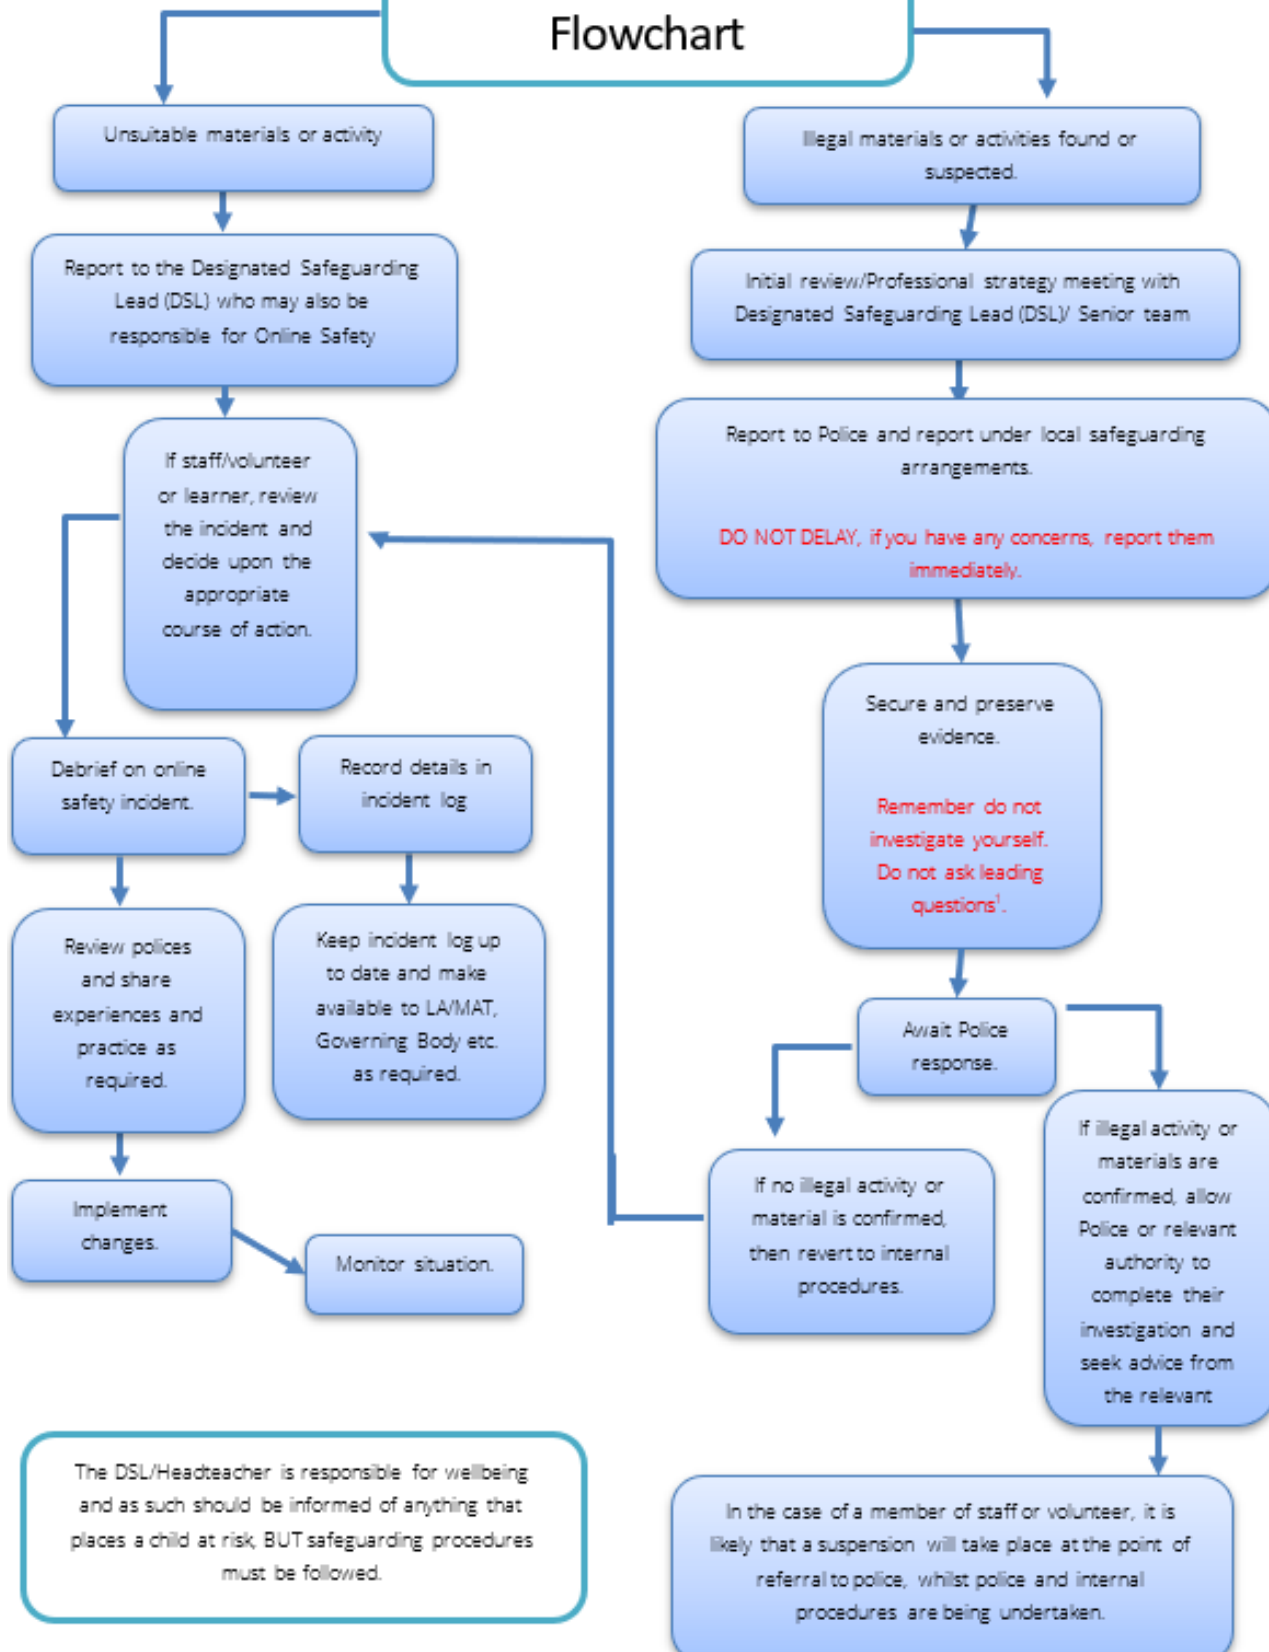 Flowchart
Unsuitable materials or activity
Report to the Designated Safeguarding
Lead (DSL) who may also be
responsible for Online Safety
If staff/volunteer
or learner, review
the incident and
decide upon the
appropriate
course of action.
Debrief on online
safety incident.
Record details in
incident log
Review polices
and share
experiences and
practice as
required.
Keep incident log up
to date and make
available to LA/MAT,
Governing Body etc.
as required.
Implement
changes.
Monitor situation.
The DSL/Headteacher is responsible for wellbeing
and as such should be informed of anything that
places a child at risk, BUT safeguarding procedures
must be followed.
Illegal materials or activities found or
suspected.
Initial review/Professional strategy meeting with
Designated Safeguarding Lead (DSL)/ Senior team
Report to Police and report under local safeguarding
arrangements.
DO NOT DELAY, if you have any concerns, report them
immediately.
Secure and preserve
evidence.
Remember do not
investigate yourself.
Do not ask leading
questions¹.
Await Police
response.
If no illegal activity or
material is confirmed,
then revert to internal
procedures.
If illegal activity or
materials are
confirmed, allow
Police or relevant
authority to
complete their
investigation and
seek advice from
the relevant
In the case of a member of staff or volunteer, it is
likely that a suspension will take place at the point of
referral to police, whilst police and internal
procedures are being undertaken.